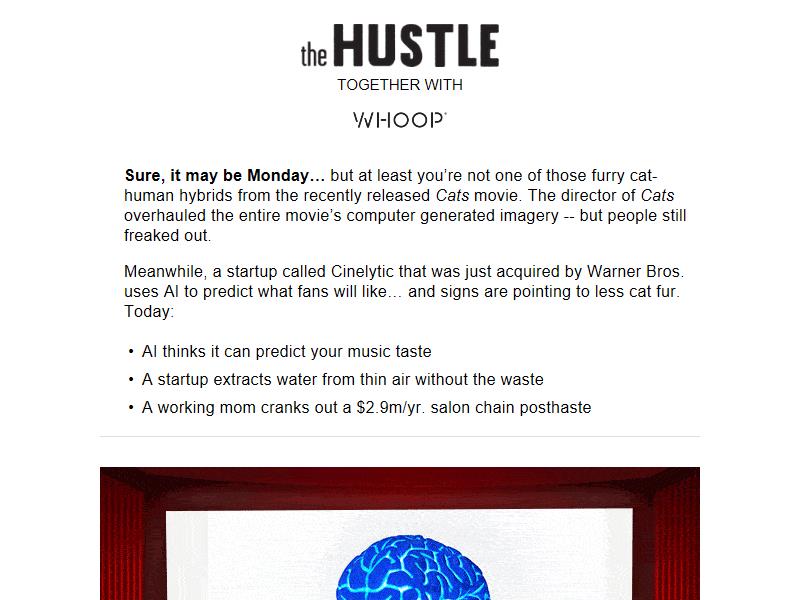 the HUSTLE
TOGETHER WITH
WHOOP
Sure, it may be Monday… but at least you’re not one of those furry cat-
human hybrids from the recently released Cats movie. The director of Cats
overhauled the entire movie’s computer generated imagery -- but people still
freaked out.
Meanwhile, a startup called Cinelytic that was just acquired by Warner Bros.
uses AI to predict what fans will like… and signs are pointing to less cat fur.
Today:
• AI thinks it can predict your music taste
• A startup extracts water from thin air without the waste
• A working mom cranks out a $2.9m/yr. salon chain posthaste